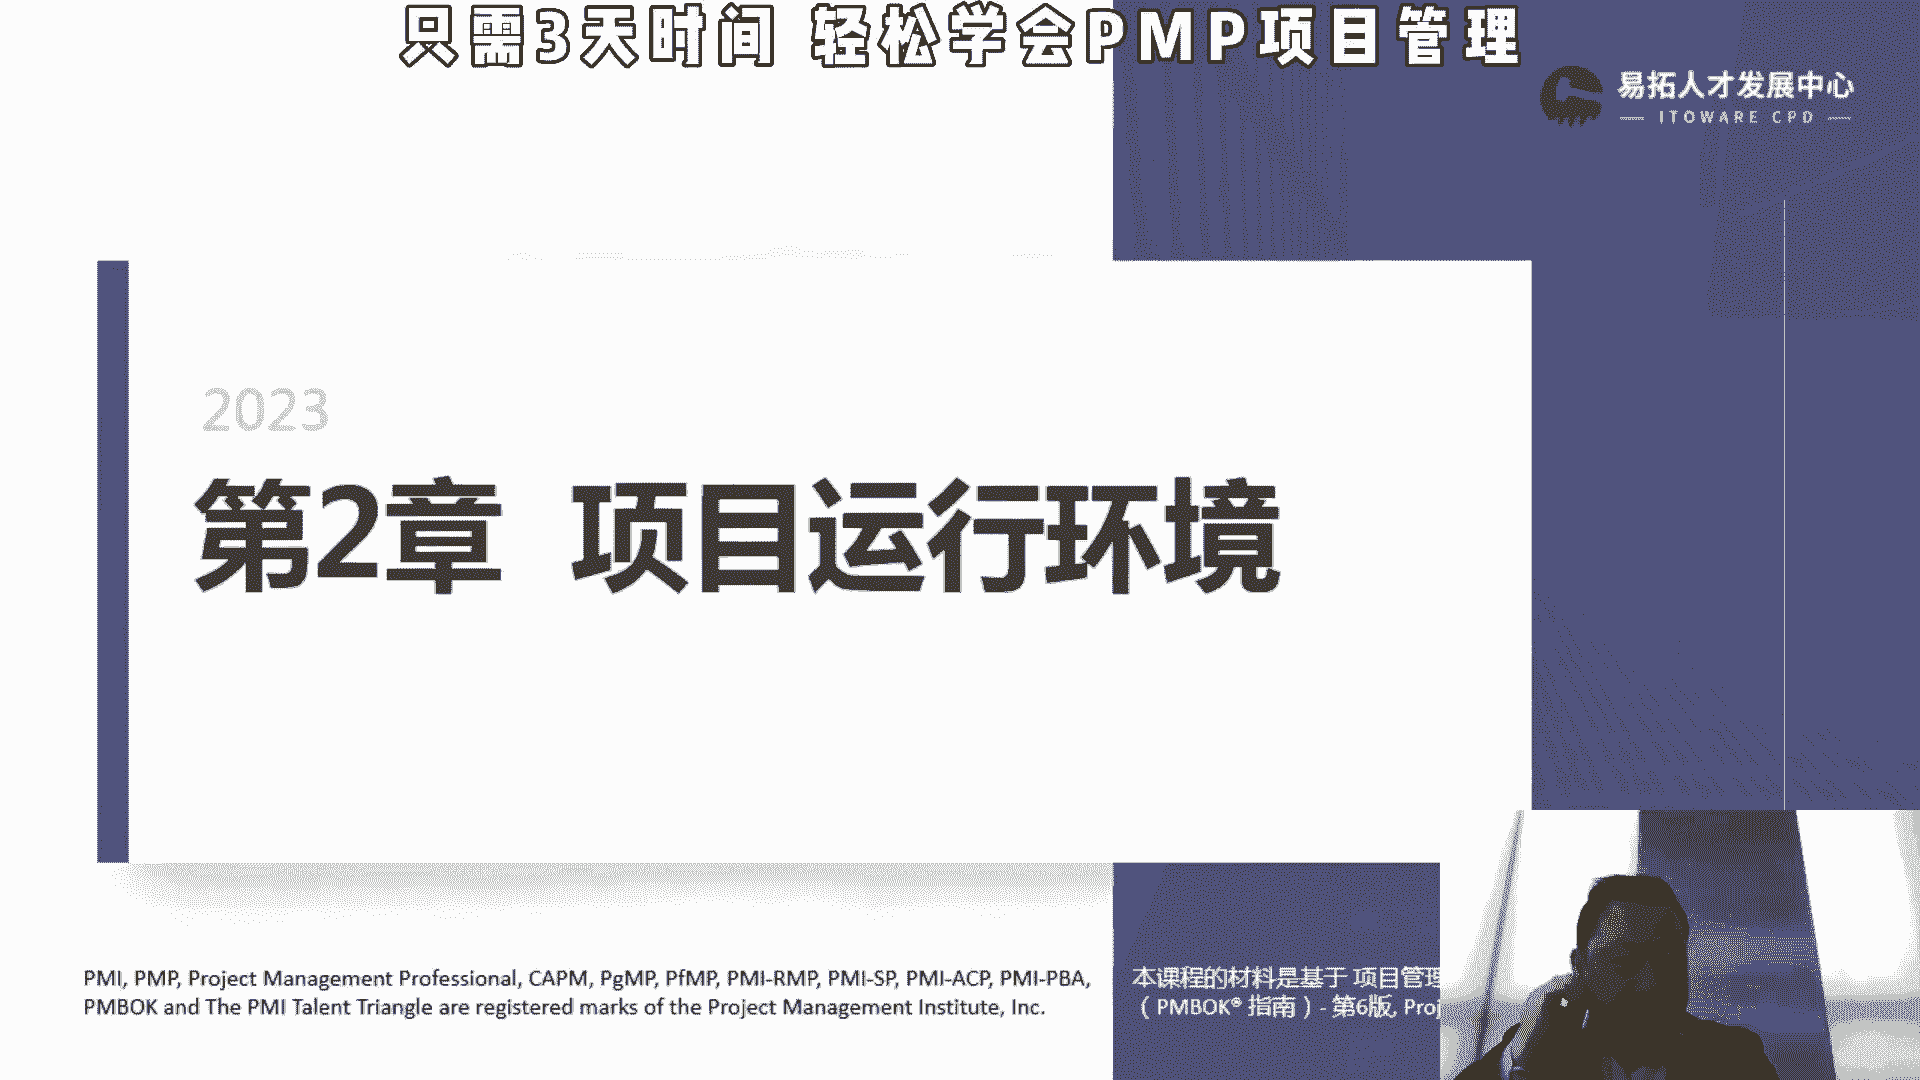 只需3天时间 轻松学会PMP项目管理
易拓人才发展中心
ITOWARE CPD
2023
第2章 项目运行环境
PMI, PMP, Project Management Professional, CAPM, PgMP, PfMP, PMI-RMP, PMI-SP, PMI-ACP, PMI-PBA,
PMBOK and The PMI Talent Triangle are registered marks of the Project Management Institute, Inc.
本课程的材料是基于 项目管理
（PMBOK® 指南）- 第6版, Proj